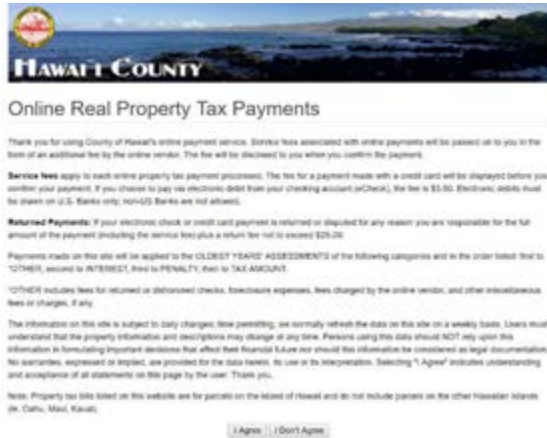 HAWAI'I COUNTY
Online Real Property Tax Payments
Thank you for using County of Hawaii's online payment service. Service fees associated with online payments will be passed on to you in the
form of an additional fee by the online vendor. The fee will be disclosed to you when you confirm the payment.
Service fees apply to each online property tax payment processed. The fee for a payment made with a credit card will be displayed before you
confirm your payment. If you choose to pay via electronic debit from your checking account (eCheck), the fee is $3.50. Electronic debits must
be drawn on U.S. Banks only; non-US Banks are not allowed.
Returned Payments: If your electronic check or credit card payment is returned or disputed for any reason you are responsible for the full
amount of the payment (including the service fee) plus a return fee not to exceed $25.00.
Payments made on this site will be applied to the OLDEST YEARS' ASSESSMENTS of the following categories and in the order listed: first to
*OTHER, second to INTEREST, third to PENALTY, then to TAX AMOUNT.
*OTHER includes fees for returned or dishonored checks, foreclosure expenses, fees charged by the online vendor, and other miscellaneous
fees or charges, if any.
The information on this site is subject to daily changes; time permitting, we normally refresh the data on this site on a weekly basis. Users must
understand that the property information and descriptions may change at any time. Persons using this data should NOT rely upon this
information in formulating important decisions that affect their financial future nor should this information be considered as legal documentation.
No warranties, expressed or implied, are provided for the data herein, its use or its interpretation. Selecting "I Agree" indicates understanding
and acceptance of all statements on this page by the user. Thank you.
Note: Property tax bills listed on this website are for parcels on the island of Hawaii and do not include parcels on the other Hawaiian islands
(ie. Oahu, Maui, Kauai).
I Agree I Don't Agree